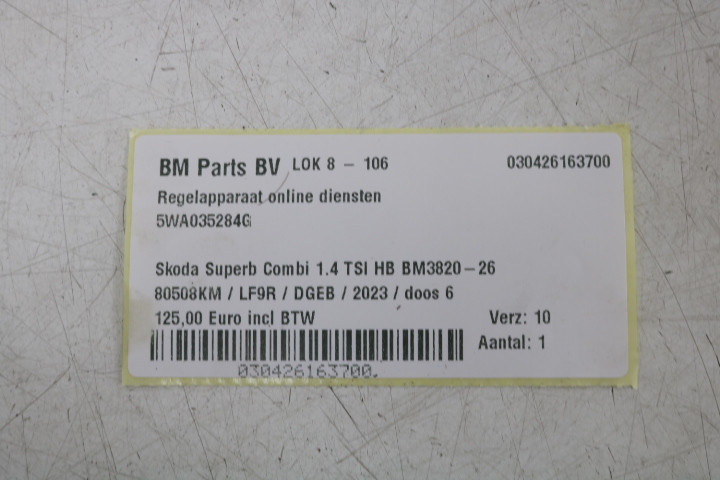 BM Parts BV LOK 8 - 106 030426163700
Regelapparaat online diensten
5WA035284G
Skoda Superb Combi 1.4 TSI HB BM3820-26
80508KM / LF9R / DGEB / 2023 / doos 6
125,00 Euro incl BTW Verz: 10
Aantal: 1
030426163700.